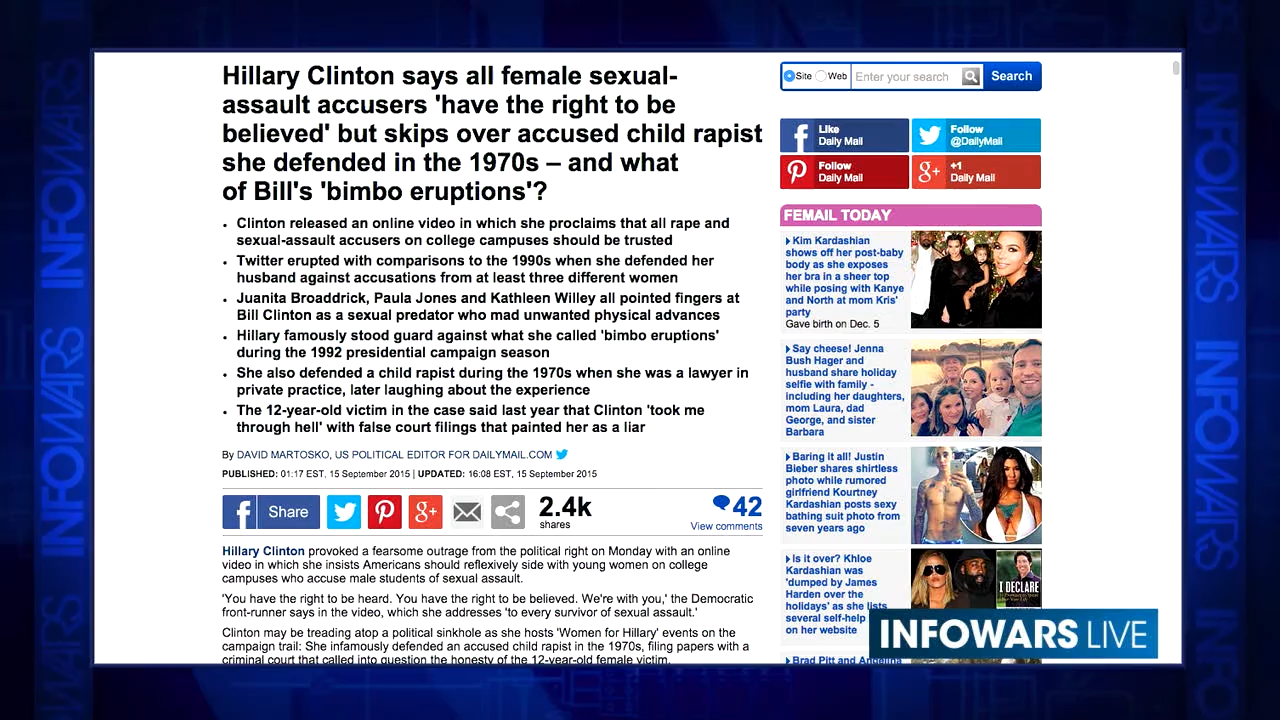 Hillary Clinton says all female sexual-
assault accusers 'have the right to be
believed' but skips over accused child rapist
she defended in the 1970s – and what
of Bill's 'bimbo eruptions'?
• Clinton released an online video in which she proclaims that all rape and
sexual-assault accusers on college campuses should be trusted
• Twitter erupted with comparisons to the 1990s when she defended her
husband against accusations from at least three different women
• Juanita Broaddrick, Paula Jones and Kathleen Willey all pointed fingers at
Bill Clinton as a sexual predator who mad unwanted physical advances
• Hillary famously stood guard against what she called 'bimbo eruptions'
during the 1992 presidential campaign season
• She also defended a child rapist during the 1970s when she was a lawyer in
private practice, later laughing about the experience
• The 12-year-old victim in the case said last year that Clinton 'took me
through hell' with false court filings that painted her as a liar
By DAVID MARTOSKO, US POLITICAL EDITOR FOR DAILYMAIL.COM
PUBLISHED: 01:17 EST, 15 September 2015 | UPDATED: 16:08 EST, 15 September 2015
Share
2.4k
shares
42
View comments
Hillary Clinton provoked a fearsome outrage from the political right on Monday with an online
video in which she insists Americans should reflexively side with young women on college
campuses who accuse male students of sexual assault.
'You have the right to be heard. You have the right to be believed. We're with you,' the Democratic
front-runner says in the video, which she addresses 'to every survivor of sexual assault.'
Clinton may be treading atop a political sinkhole as she hosts 'Women for Hillary' events on the
campaign trail: She infamously defended an accused child rapist in the 1970s, filing papers with a
criminal court that called into question the honesty of the 12-year-old female victim.
Site Web Enter your search Search
Like
Daily Mail
Follow
@DailyMail
Follow
Daily Mail
+1
Daily Mail
FEMAIL TODAY
Kim Kardashian
shows off her post-baby
body as she exposes
her bra in a sheer top
while posing with Kanye
and North at mom Kris'
party
Gave birth on Dec. 5
Say cheese! Jenna
Bush Hager and
husband share holiday
selfie with family -
including her daughters,
mom Laura, dad
George, and sister
Barbara
Baring it all! Justin
Bieber shares shirtless
photo while rumored
girlfriend Kourtney
Kardashian posts sexy
bathing suit photo from
seven years ago
Is it over? Khloe
Kardashian was
'dumped by James
Harden over the
holidays' as she lists
several self-help
on her website
I DECLARE
Brad Pitt and Angelina
INFOWARS LIVE
INFOWARS
INFOWARS